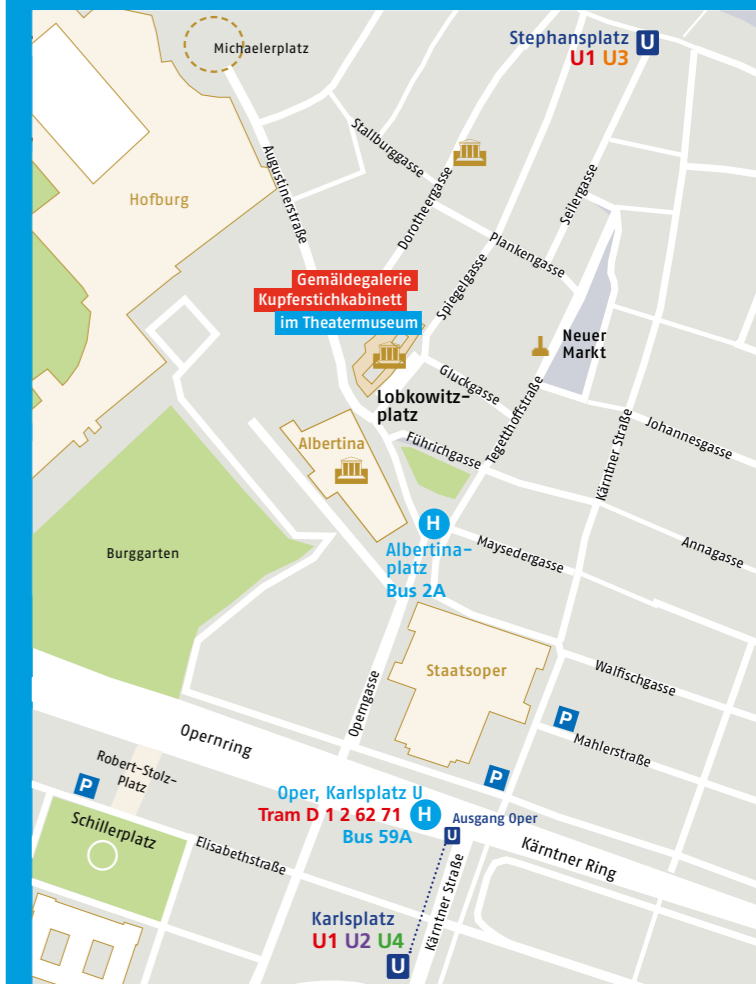 Michaelerplatz
Stephansplatz
U
U1 U3
Stallburggasse
Augustinerstraße
Dorotheergasse
Seilergasse
Hofburg
Plankengasse
Spiegelgasse
Gemäldegalerie
Kupferstichkabinett
im Theatermuseum
Neuer
Markt
Gluckgasse
Lobkowitz-
platz
Tegetthoffstraße
Johannesgasse
Albertina
Führichgasse
Kärntner Straße
H
Albertina-
platz
Bus 2A
Maysedergasse
Annagasse
Burggarten
Staatsoper
Walfischgasse
Operngasse
P
Mahlerstraße
Opernring
Robert-Stolz-
Platz
P
P
Oper, Karlsplatz U
Tram D 1 2 62 71
H
Bus 59A
Ausgang Oper
U
Schillerplatz
Elisabethstraße
Kärntner Ring
Kärntner Straße
Karlsplatz
U1 U2 U4
U